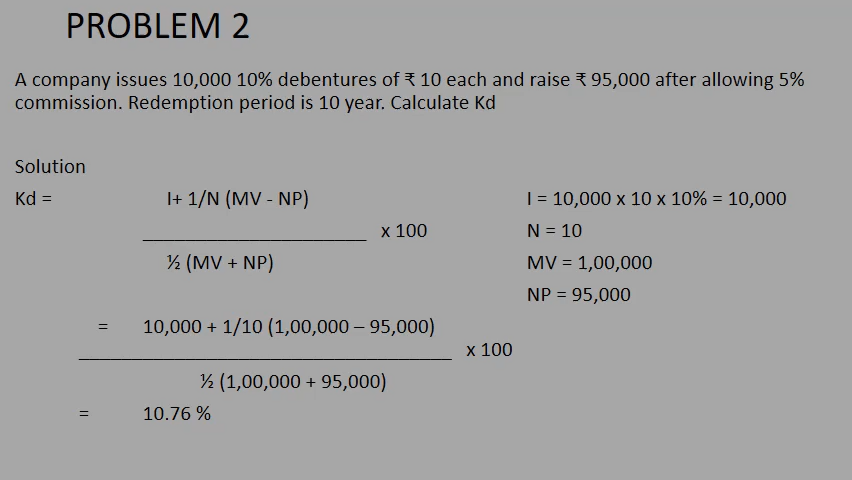 PROBLEM 2
A company issues 10,000 10% debentures of ₹ 10 each and raise ₹ 95,000 after allowing 5%
commission. Redemption period is 10 year. Calculate Kd
Solution
Kd = I+ 1/N (MV - NP) I = 10,000 x 10 x 10% = 10,000
____________________ x 100 N = 10
½ (MV + NP) MV = 1,00,000
NP = 95,000
= 10,000 + 1/10 (1,00,000 – 95,000)
__________________________________ x 100
½ (1,00,000 + 95,000)
= 10.76 %